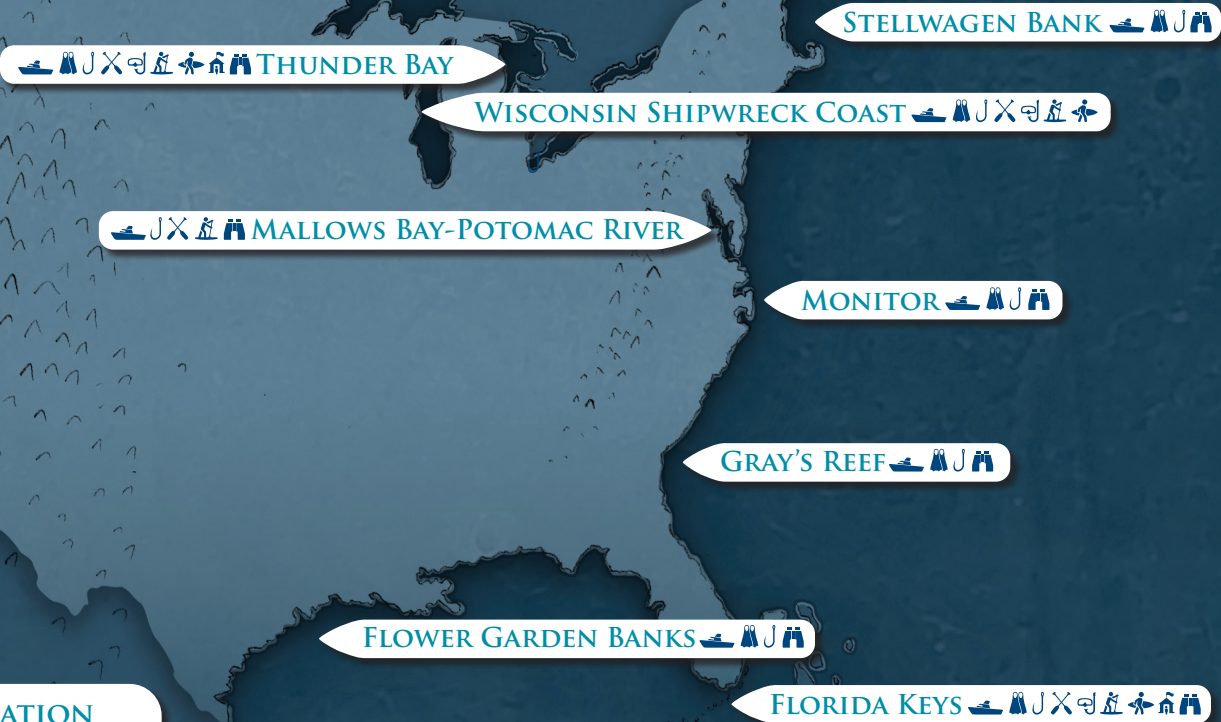 Stellwagen Bank
Thunder Bay
Wisconsin Shipwreck Coast
Mallows Bay-Potomac River
Monitor
Gray's Reef
Flower Garden Banks
Florida Keys